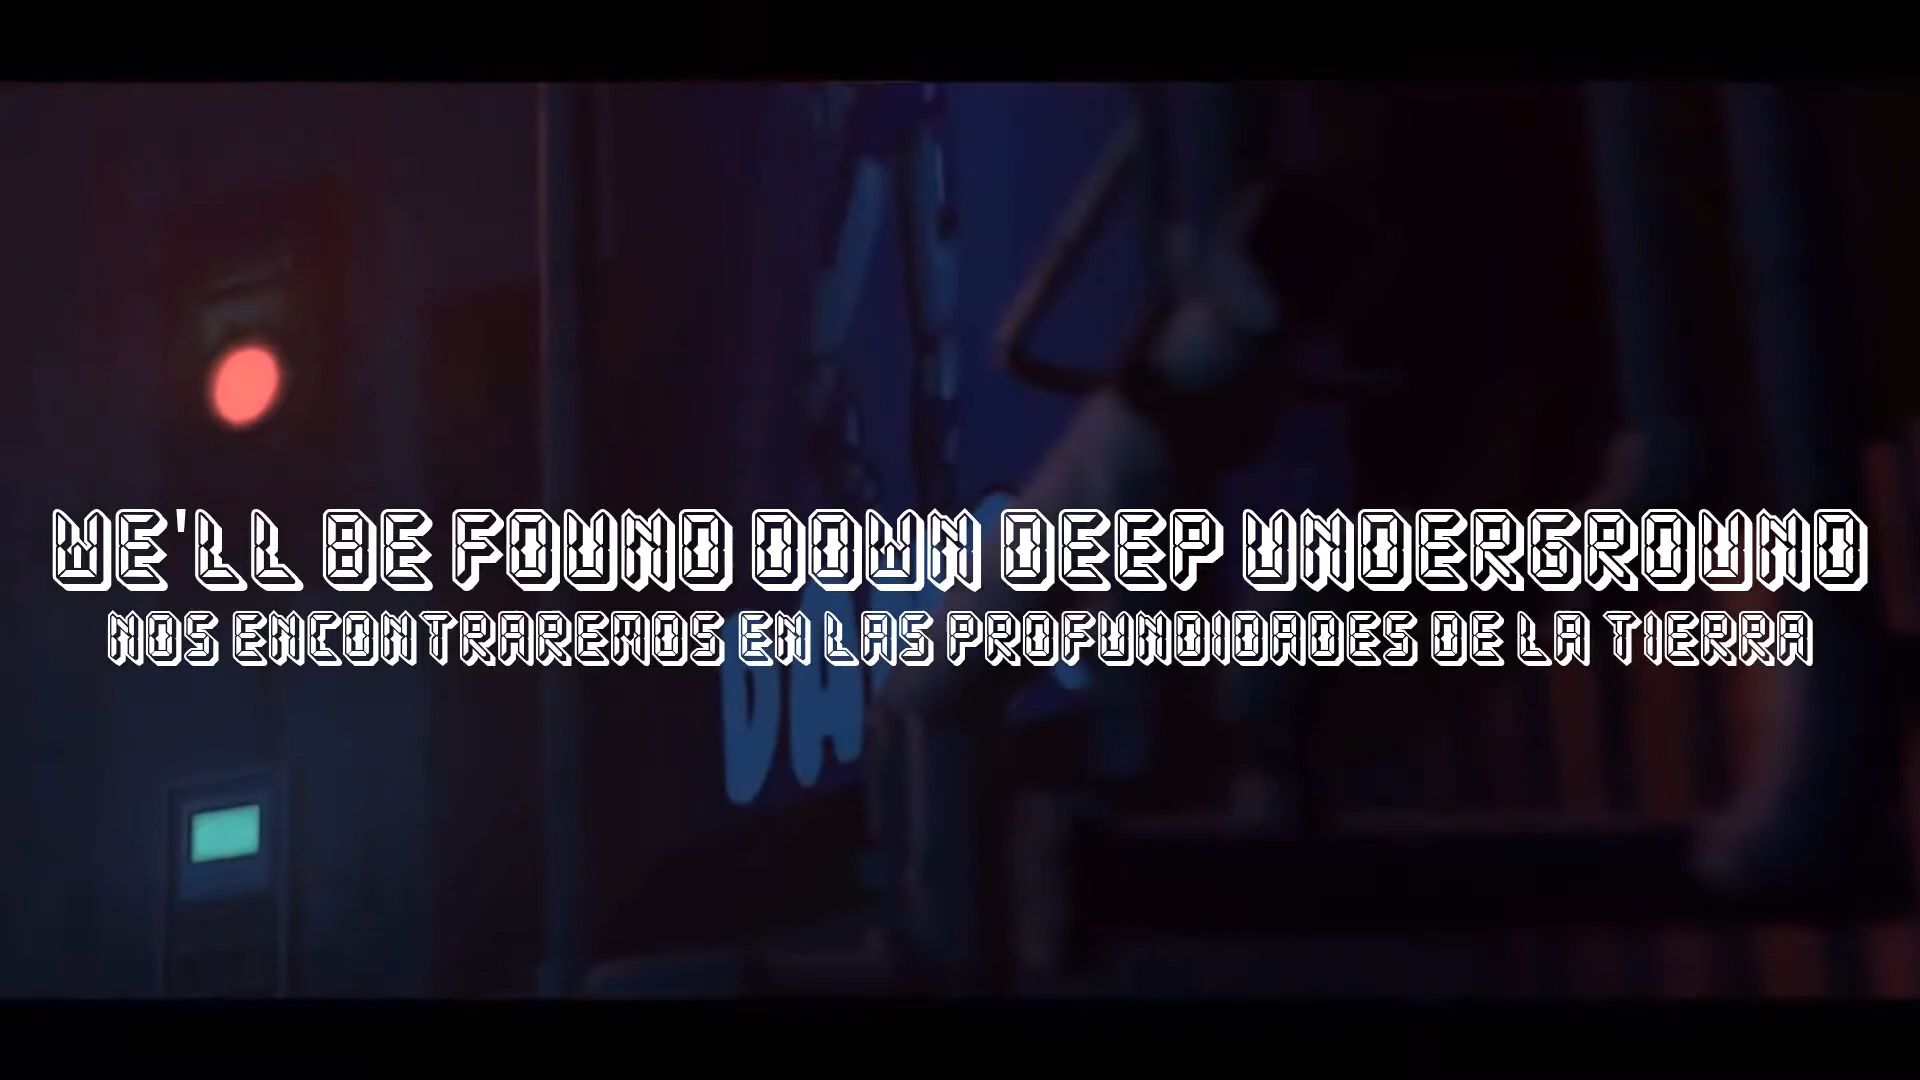 WE'LL BE FOUND DOWN DEEP UNDERGROUND
NOS ENCONTRAREMOS EN LAS PROFUNDIDADES DE LA TIERRA